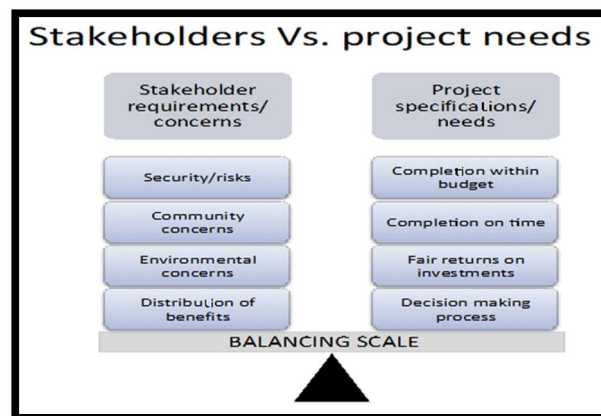 Stakeholders Vs. project needs
Stakeholder
requirements/
concerns
Project
specifications/
needs
Security/risks
Completion within
budget
Community
concerns
Completion on time
Environmental
concerns
Fair returns on
investments
Distribution of
benefits
Decision making
process
BALANCING SCALE